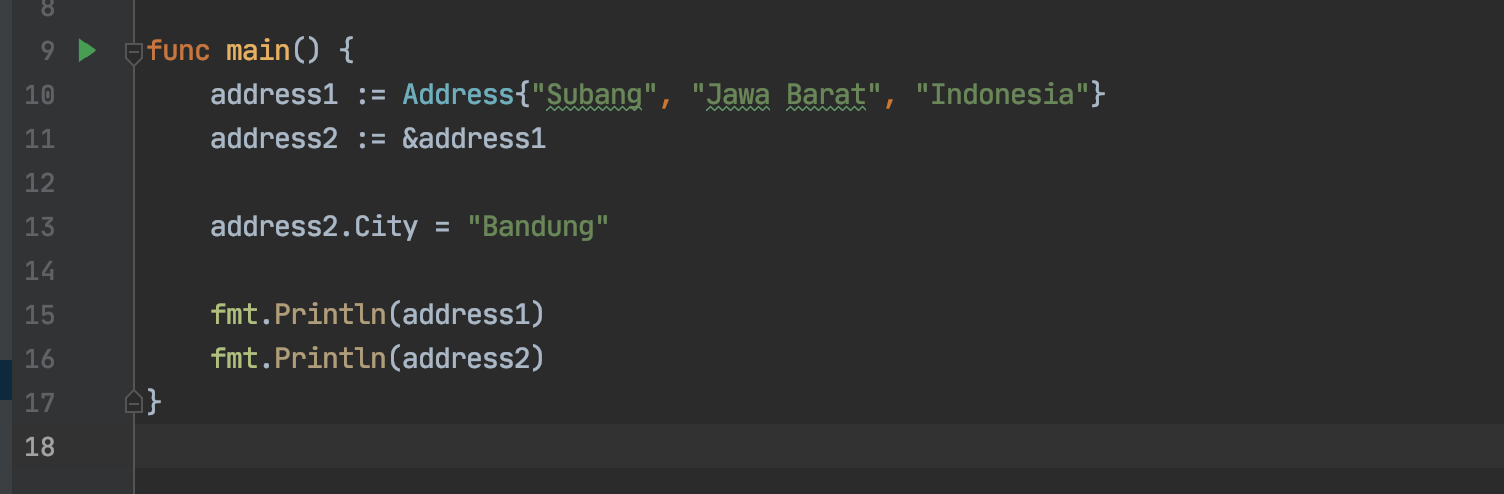 8
9 func main() {
10 address1 := Address{"Subang", "Jawa Barat", "Indonesia"}
11 address2 := &address1
12
13 address2.City = "Bandung"
14
15 fmt.Println(address1)
16 fmt.Println(address2)
17 }
18